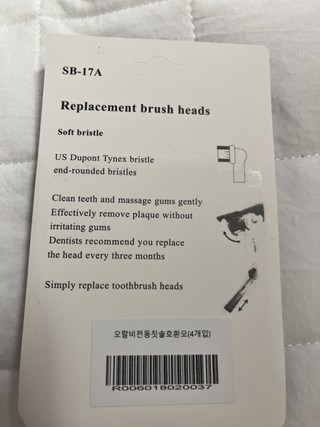 SB-17A
Replacement brush heads
Soft bristle
US Dupont Tynex bristle
end-rounded bristles
Clean teeth and massage gums gently
Effectively remove plaque without
irritating gums
Dentists recommend you replace
the head every three months
Simply replace toothbrush heads
오랄비전동칫솔호환모(4개입)
R006018020037